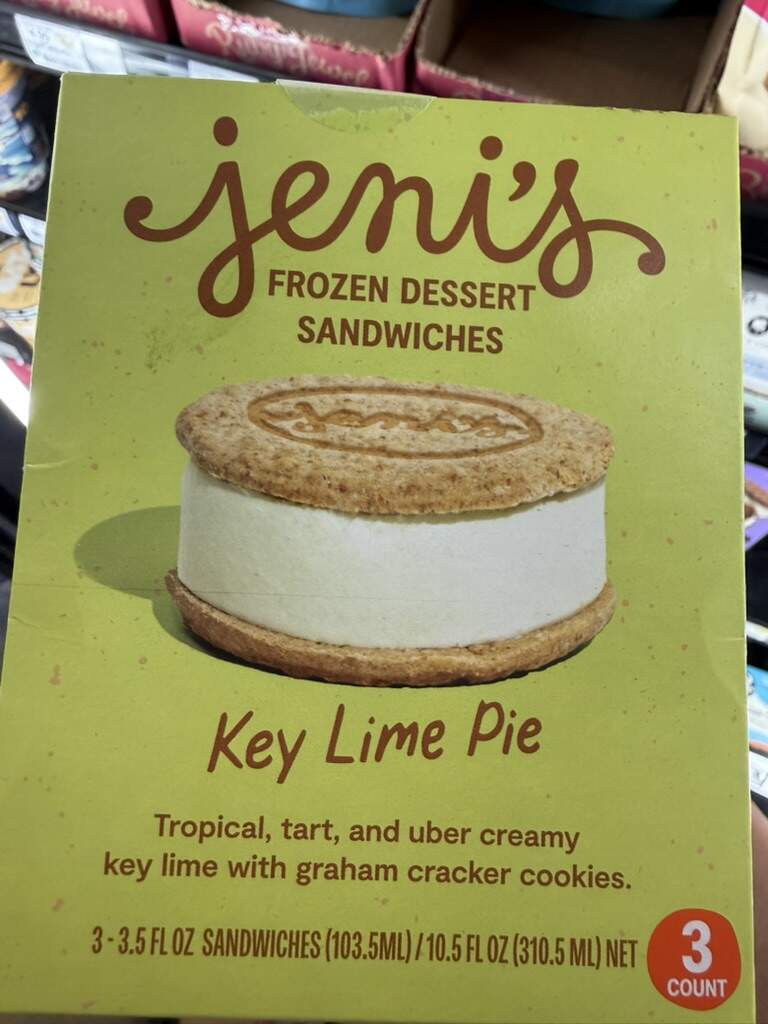 jeni's
FROZEN DESSERT
SANDWICHES
jeni's
Key Lime Pie
Tropical, tart, and uber creamy
key lime with graham cracker cookies.
3 - 3.5 FL OZ SANDWICHES (103.5ML) / 10.5 FL OZ (310.5 ML) NET
3
COUNT